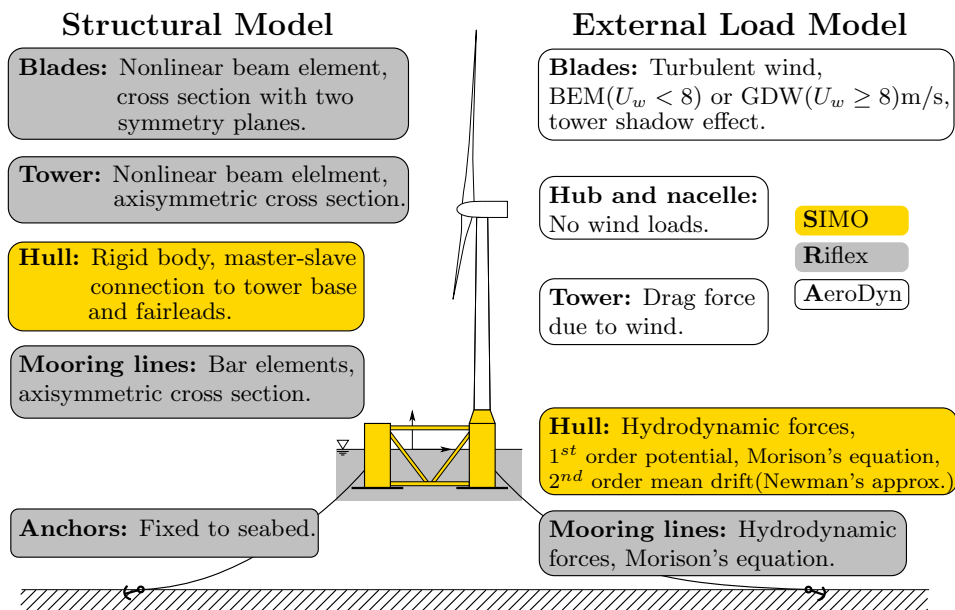 Structural Model
Blades: Nonlinear beam element,
cross section with two
symmetry planes.
Tower: Nonlinear beam elelment,
axisymmetric cross section.
Hull: Rigid body, master-slave
connection to tower base
and fairleads.
Mooring lines: Bar elements,
axisymmetric cross section.
Anchors: Fixed to seabed.
External Load Model
Blades: Turbulent wind,
BEM(U_w < 8) or GDW(U_w ≥ 8)m/s,
tower shadow effect.
Hub and nacelle:
No wind loads.
Tower: Drag force
due to wind.
Hull: Hydrodynamic forces,
1^st order potential, Morison's equation,
2^nd order mean drift(Newman's approx.)
Mooring lines: Hydrodynamic
forces, Morison's equation.
SIMO
Riflex
AeroDyn